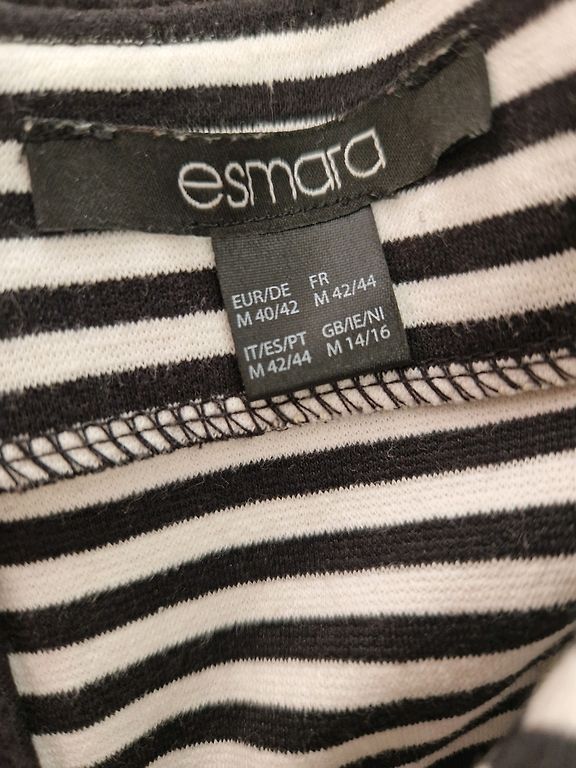 esmara
EUR/DE FR
M 40/42 M 42/44
IT/ES/PT GB/IE/NI
M 42/44 M 14/16